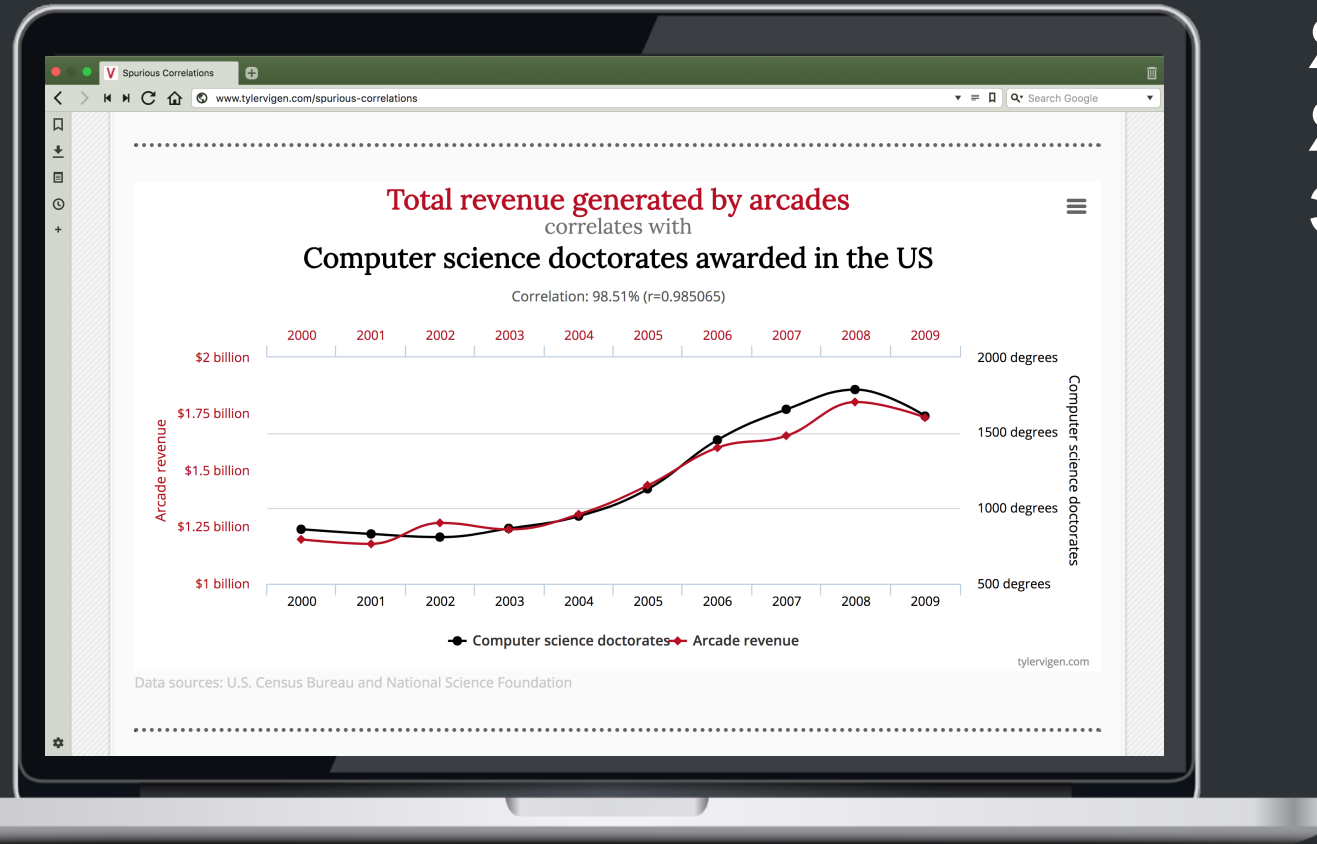 Spurious Correlations
www.tylervigen.com/spurious-correlations
Search Google
Total revenue generated by arcades
correlates with
Computer science doctorates awarded in the US
Correlation: 98.51% (r=0.985065)
2000 2001 2002 2003 2004 2005 2006 2007 2008 2009
$2 billion
$1.75 billion
$1.5 billion
$1.25 billion
$1 billion
Arcade revenue
2000 degrees
1500 degrees
1000 degrees
500 degrees
Computer science doctorates
2000 2001 2002 2003 2004 2005 2006 2007 2008 2009
Computer science doctorates Arcade revenue
tylervigen.com
Data sources: U.S. Census Bureau and National Science Foundation